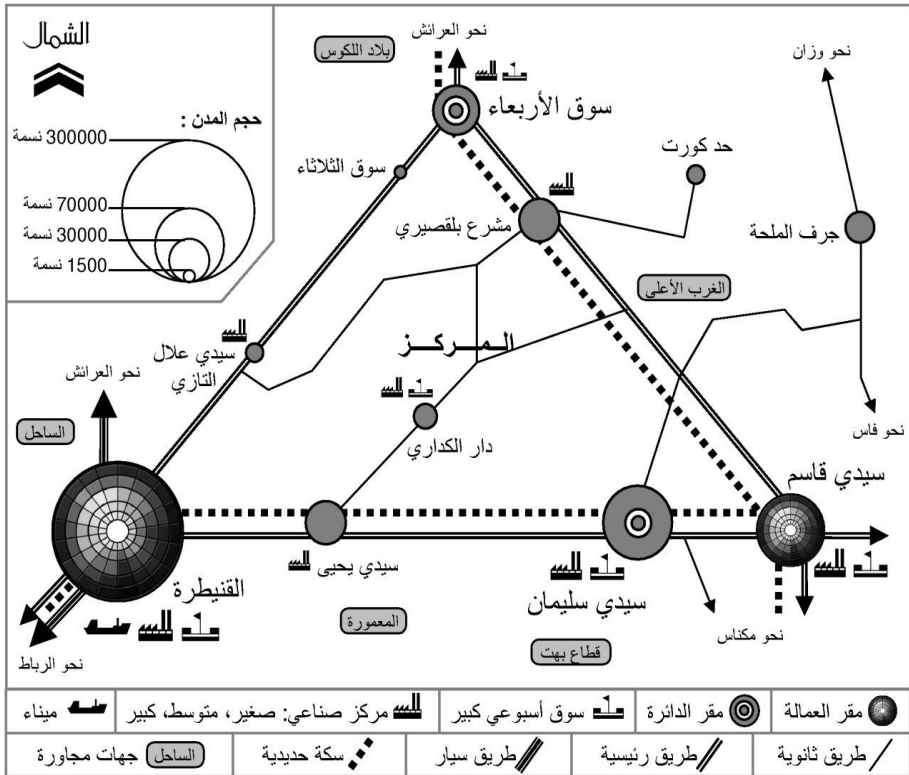 الشمال
حجم المدن :
300000 نسمة
70000 نسمة
30000 نسمة
1500 نسمة
نحو العرائش
بلاد اللكوس
نحو وزان
سوق الأربعاء
حد كورت
سوق الثلاثاء
مشرع بلقصيري
جرف الملحة
الغرب الأعلى
المـركـز
سيدي علال
التازي
نحو العرائش
دار الكداري
نحو فاس
الساحل
سيدي قاسم
القنيطرة
سيدي يحيى
سيدي سليمان
المعمورة
نحو مكناس
قطاع بهت
نحو الرباط
مقر العمالة
مقر الدائرة
سوق أسبوعي كبير
مركز صناعي: صغير، متوسط، كبير
ميناء
طريق ثانوية
طريق رئيسية
طريق سيار
سكة حديدية
الساحل جهات مجاورة